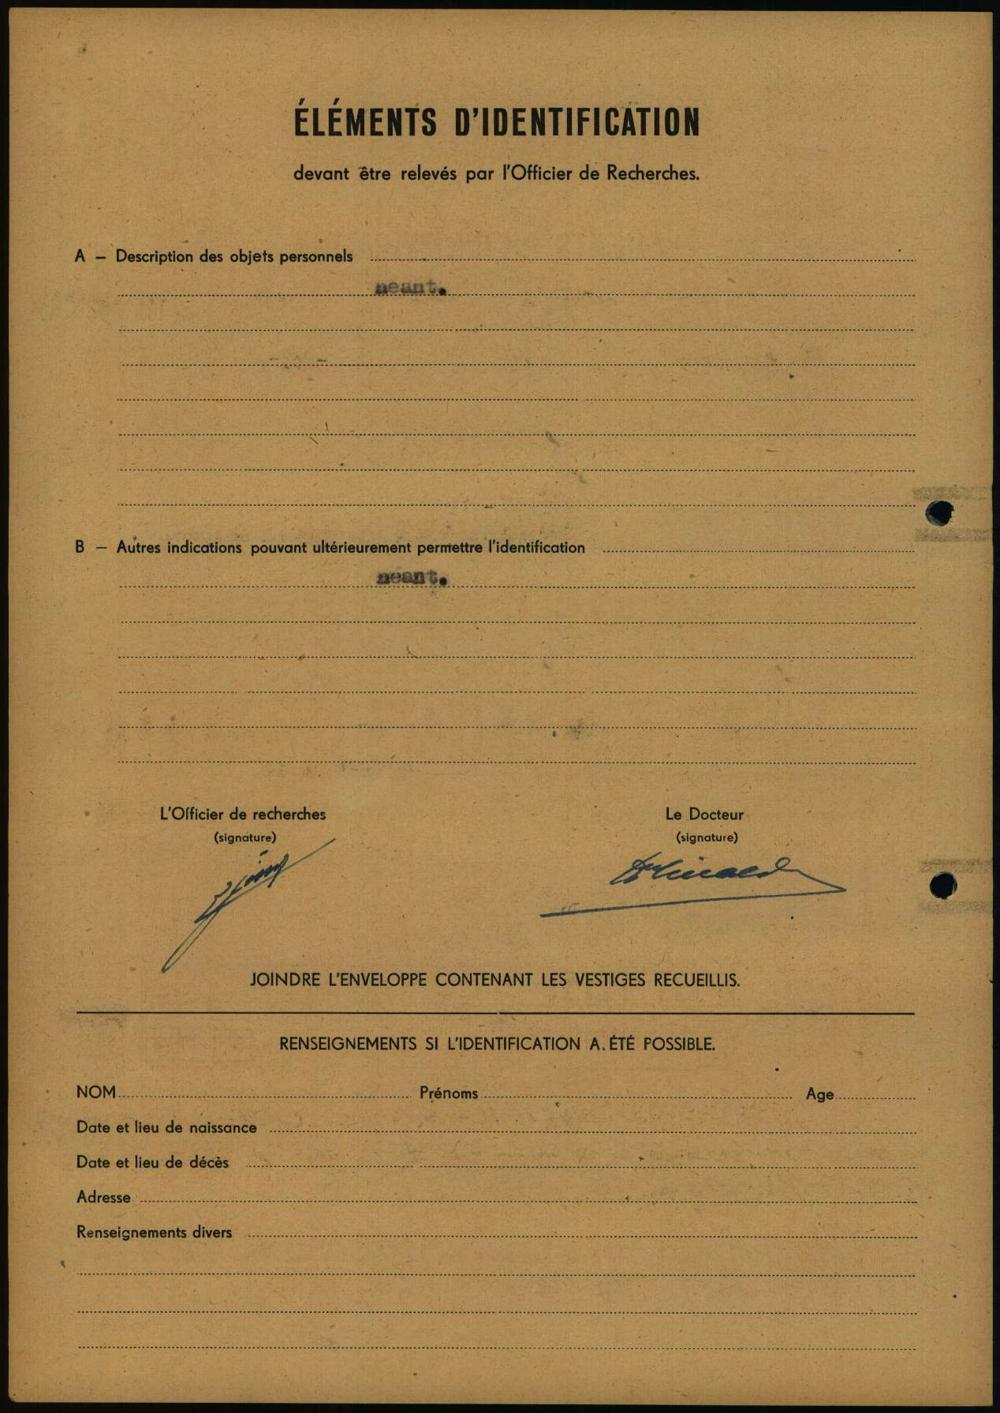 ÉLÉMENTS D'IDENTIFICATION
devant être relevés par l'Officier de Recherches.
A — Description des objets personnels
neant.
B — Autres indications pouvant ultérieurement permettre l'identification
neant.
L'Officier de recherches
Le Docteur
(signature)
(signature)
JOINDRE L'ENVELOPPE CONTENANT LES VESTIGES RECUEILLIS.
RENSEIGNEMENTS SI L'IDENTIFICATION A ÉTÉ POSSIBLE.
NOM Prénoms Age
Date et lieu de naissance
Date et lieu de décès
Adresse
Renseignements divers